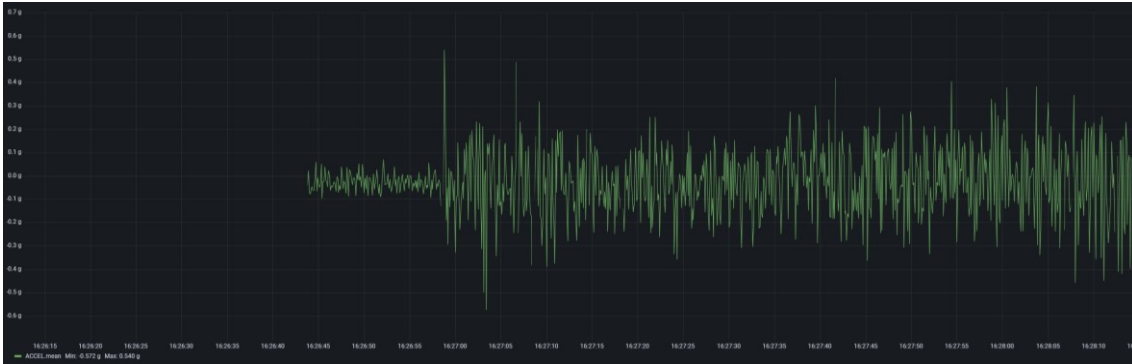 0.7 g
0.6 g
0.5 g
0.4 g
0.3 g
0.2 g
0.1 g
0.0 g
-0.1 g
-0.2 g
-0.3 g
-0.4 g
-0.5 g
-0.6 g
16:26:15 16:26:20 16:26:25 16:26:30 16:26:35 16:26:40 16:26:45 16:26:50 16:26:55 16:27:00 16:27:05 16:27:10 16:27:15 16:27:20 16:27:25 16:27:30 16:27:35 16:27:40 16:27:45 16:27:50 16:27:55 16:28:00 16:28:05 16:28:10
ACCEL.mean Min: -0.572 g Max: 0.540 g